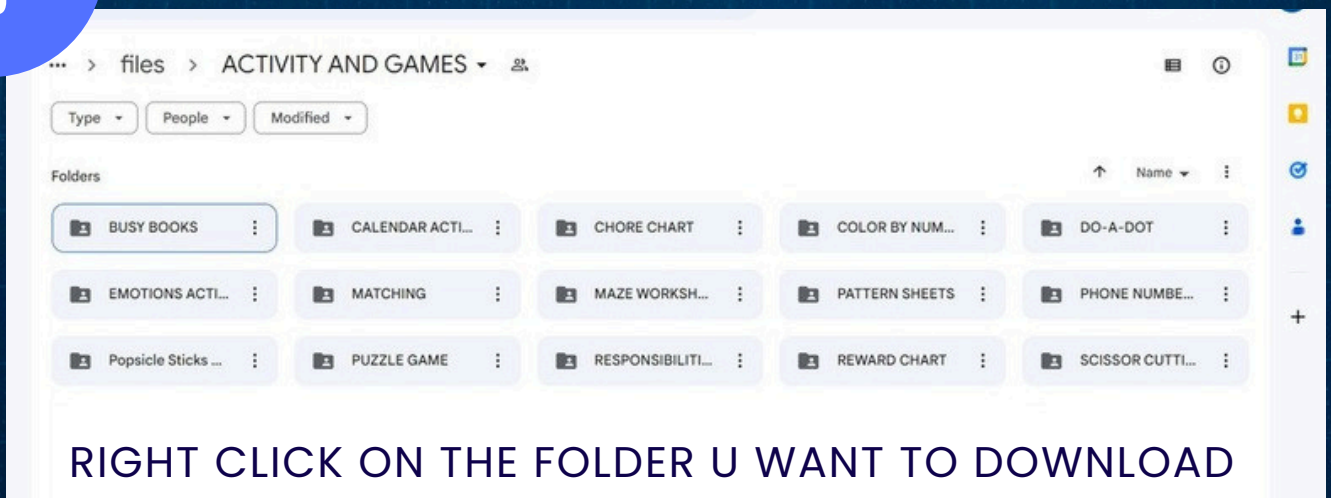 ... > files > ACTIVITY AND GAMES
Type People Modified
Folders
Name
BUSY BOOKS CALENDAR ACTI... CHORE CHART COLOR BY NUM... DO-A-DOT
EMOTIONS ACTI... MATCHING MAZE WORKSH... PATTERN SHEETS PHONE NUMBE...
Popsicle Sticks ... PUZZLE GAME RESPONSIBILITI... REWARD CHART SCISSOR CUTTI...
RIGHT CLICK ON THE FOLDER U WANT TO DOWNLOAD